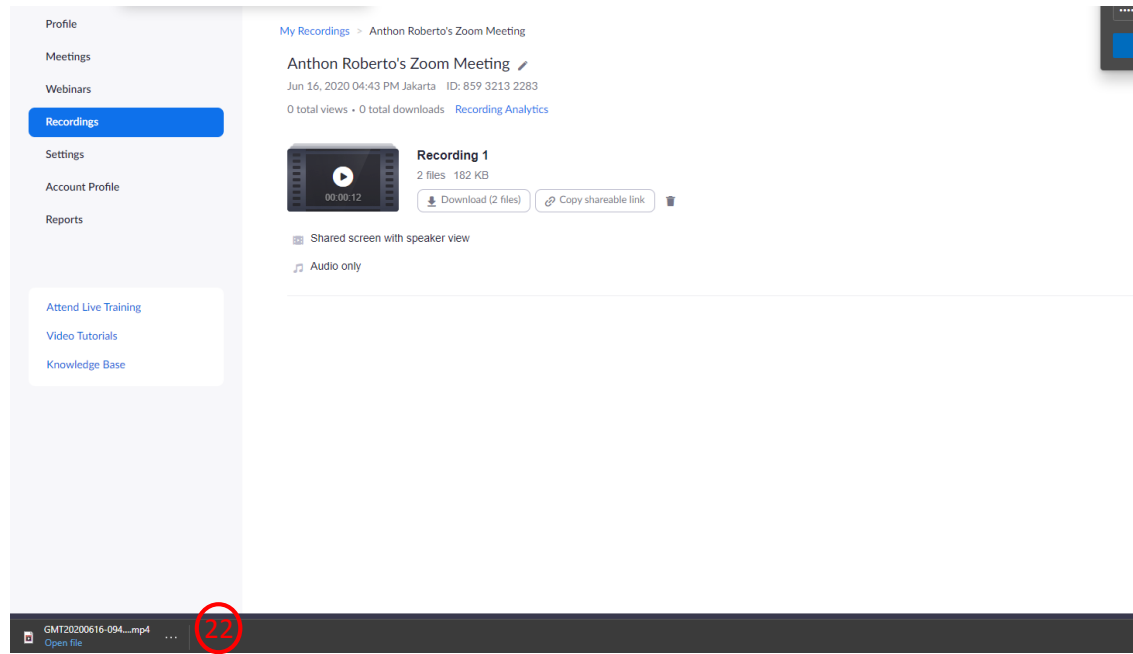 Profile
Meetings
Webinars
Recordings
Settings
Account Profile
Reports
Attend Live Training
Video Tutorials
Knowledge Base
My Recordings > Anthon Roberto's Zoom Meeting
Anthon Roberto's Zoom Meeting
Jun 16, 2020 04:43 PM Jakarta ID: 859 3213 2283
0 total views • 0 total downloads Recording Analytics
Recording 1
2 files 182 KB
00:00:12
Download (2 files) Copy shareable link
Shared screen with speaker view
Audio only
GMT20200616-094....mp4
Open file
...
22